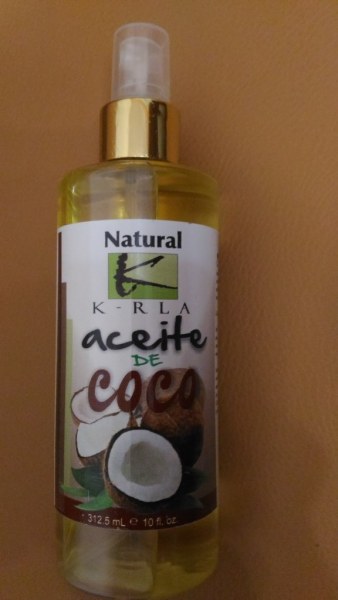 Natural
K
K-RLA
aceite
DE
coco
312.5 mL ℮ 10 fl. oz.